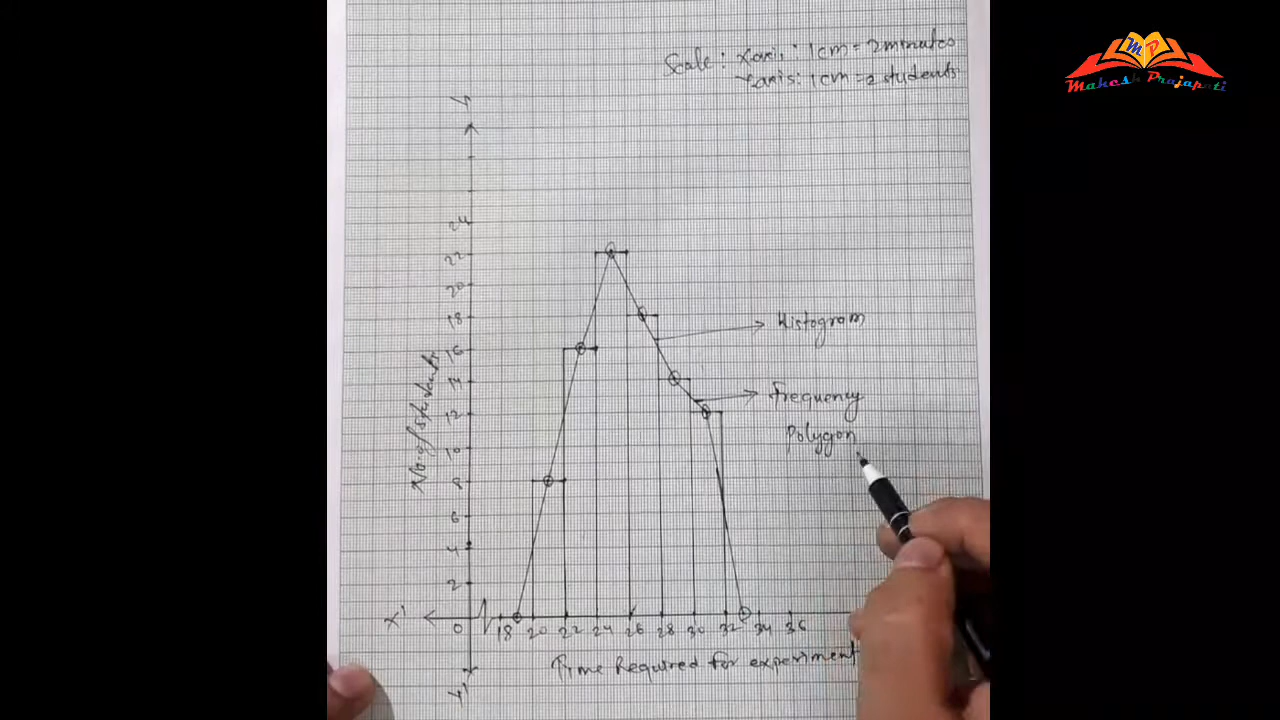 Scale: X axis: 1cm = 2 minutes
Y axis: 1cm = 2 students
MP
Mahesh Prajapati
Y
24
22
20
18
16
14
12
10
8
6
4
2
No. of students
Histogram
Frequency
Polygon
X'
0
18 20 22 24 26 28 30 32 34 36
Time Required for experiment
Y'